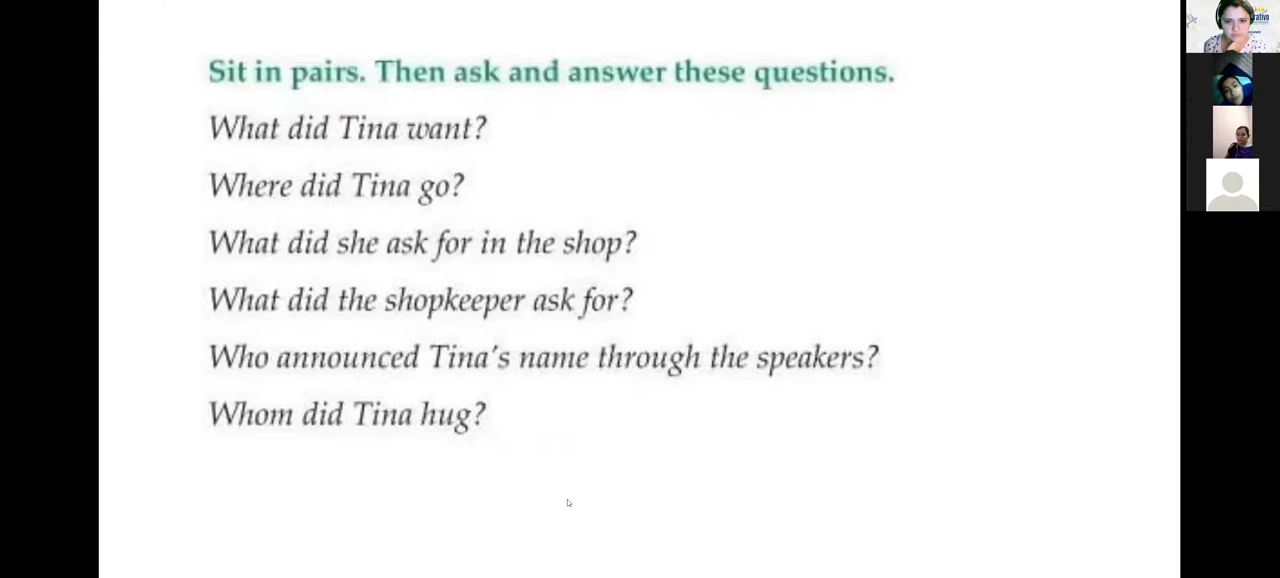 Sit in pairs. Then ask and answer these questions.
What did Tina want?
Where did Tina go?
What did she ask for in the shop?
What did the shopkeeper ask for?
Who announced Tina's name through the speakers?
Whom did Tina hug?